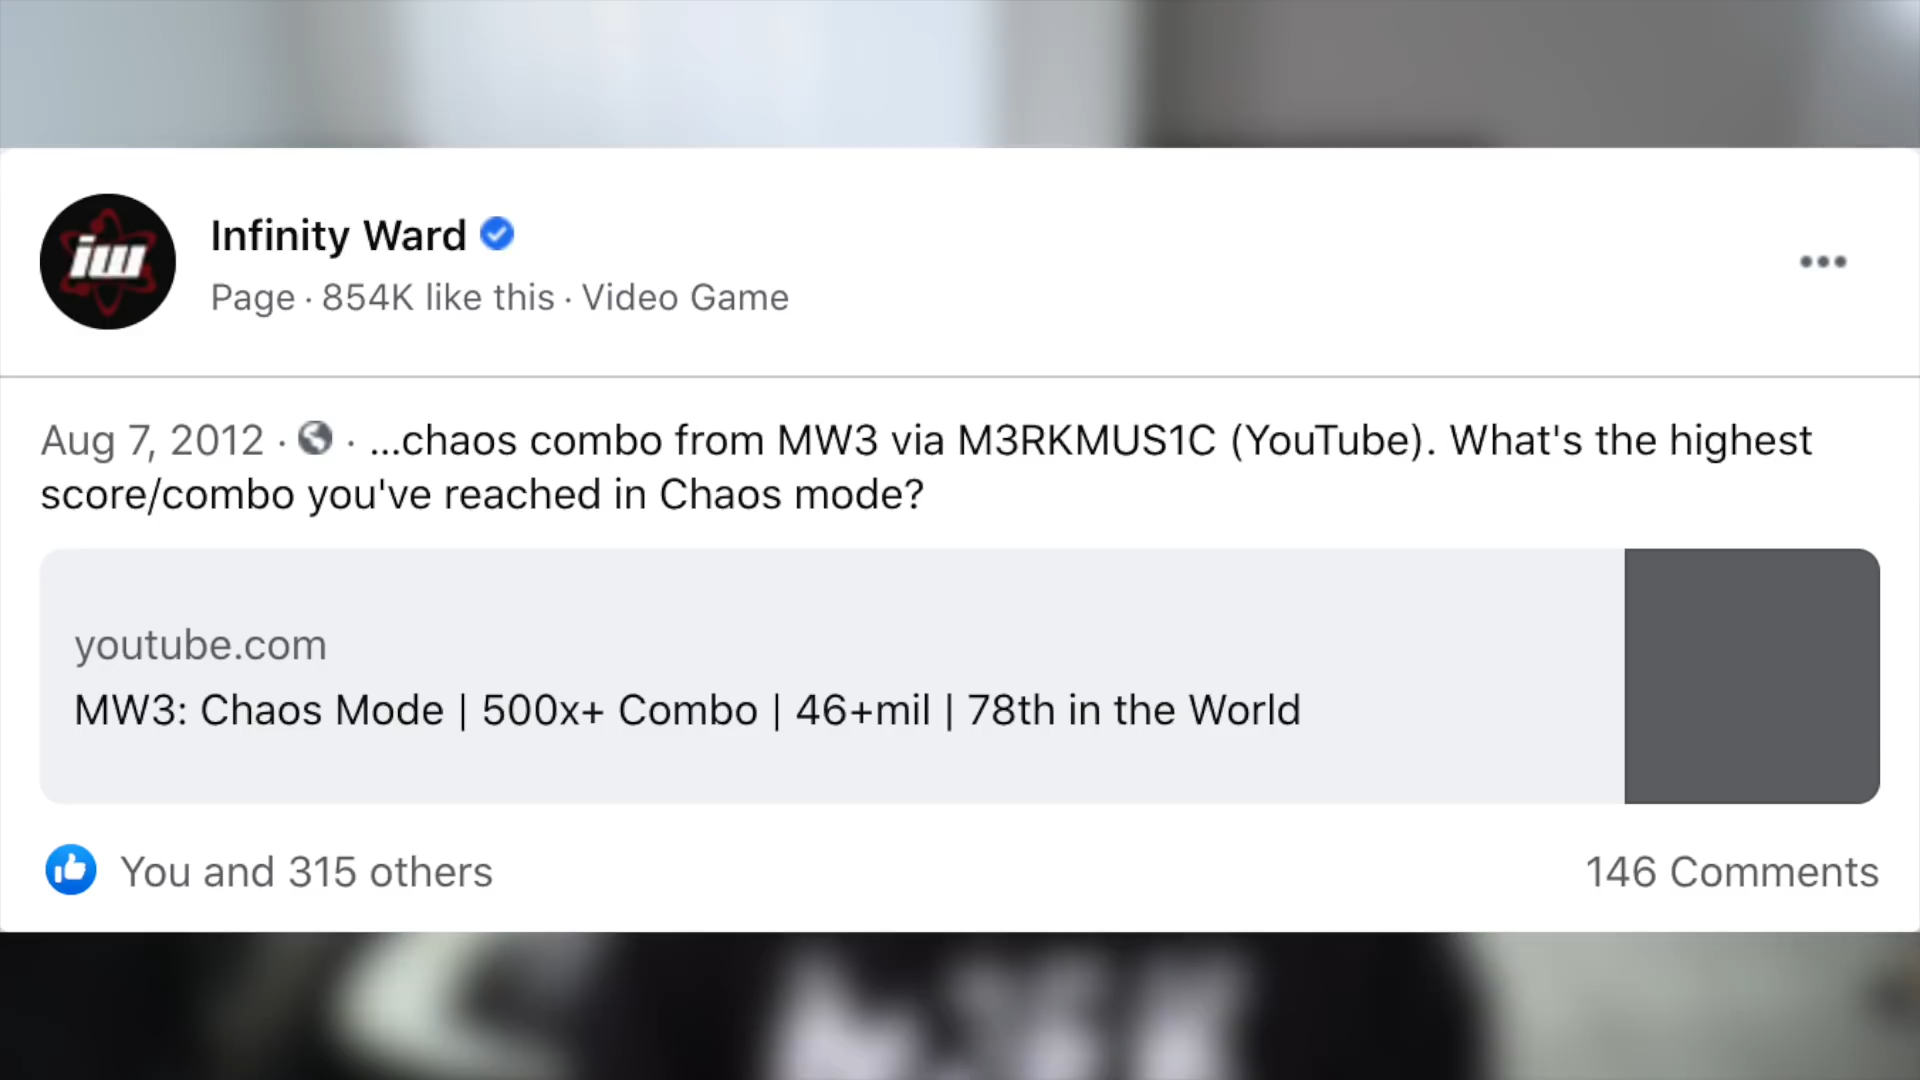 iw
Infinity Ward
Page · 854K like this · Video Game
Aug 7, 2012 · · ...chaos combo from MW3 via M3RKMUS1C (YouTube). What's the highest
score/combo you've reached in Chaos mode?
youtube.com
MW3: Chaos Mode | 500x+ Combo | 46+mil | 78th in the World
You and 315 others
146 Comments